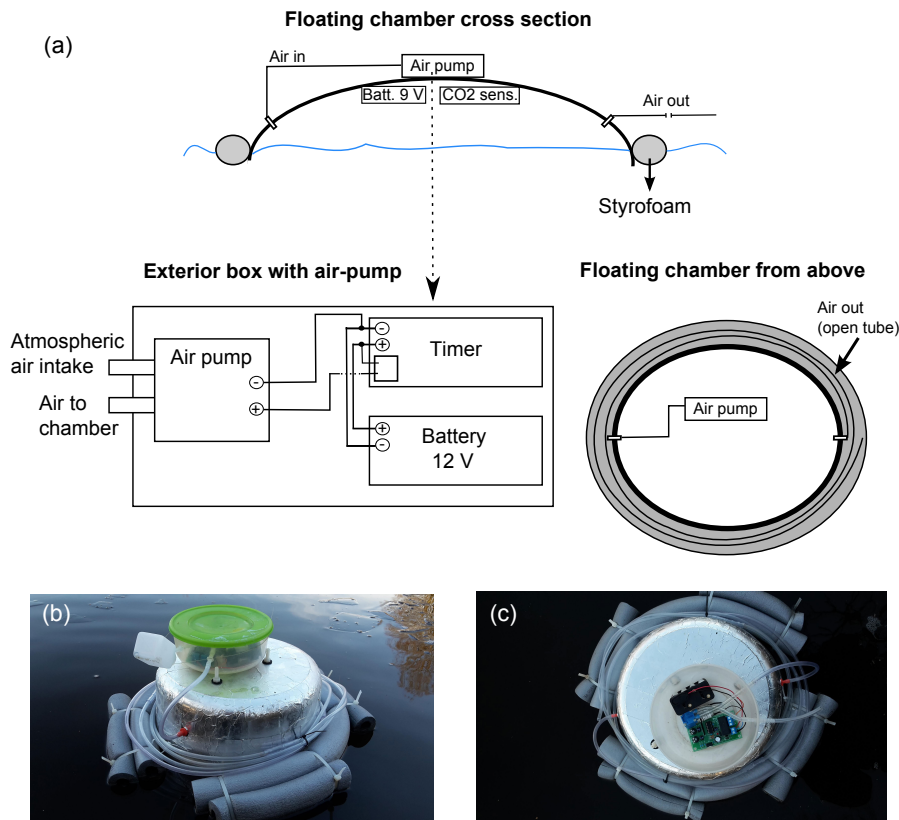 Floating chamber cross section
(a)
Air in
Air pump
Batt. 9 V
CO2 sens.
Air out
Styrofoam
Exterior box with air-pump
Atmospheric
air intake
Air to
chamber
Air pump
-
+
-
+
Timer
+
-
Battery
12 V
Floating chamber from above
Air out
(open tube)
Air pump
(b)
(c)